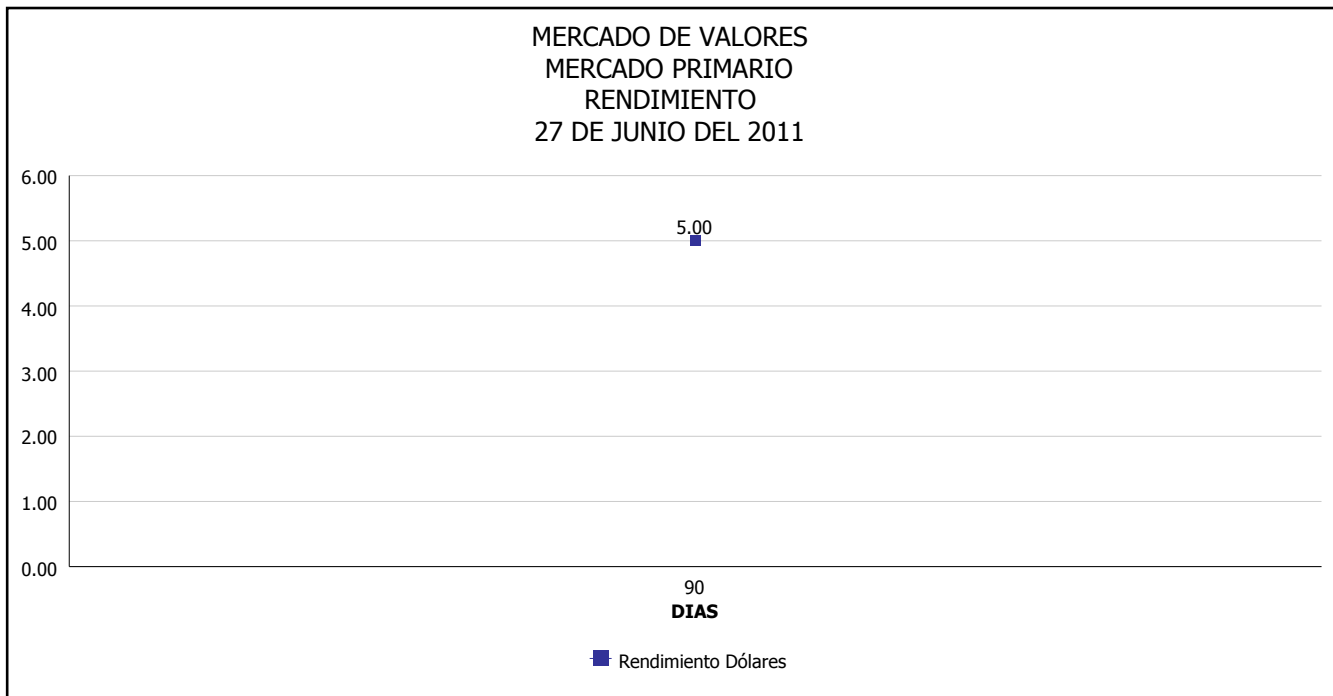 MERCADO DE VALORES
MERCADO PRIMARIO
RENDIMIENTO
27 DE JUNIO DEL 2011
6.00
5.00
5.00
4.00
3.00
2.00
1.00
0.00
90
DIAS
Rendimiento Dólares